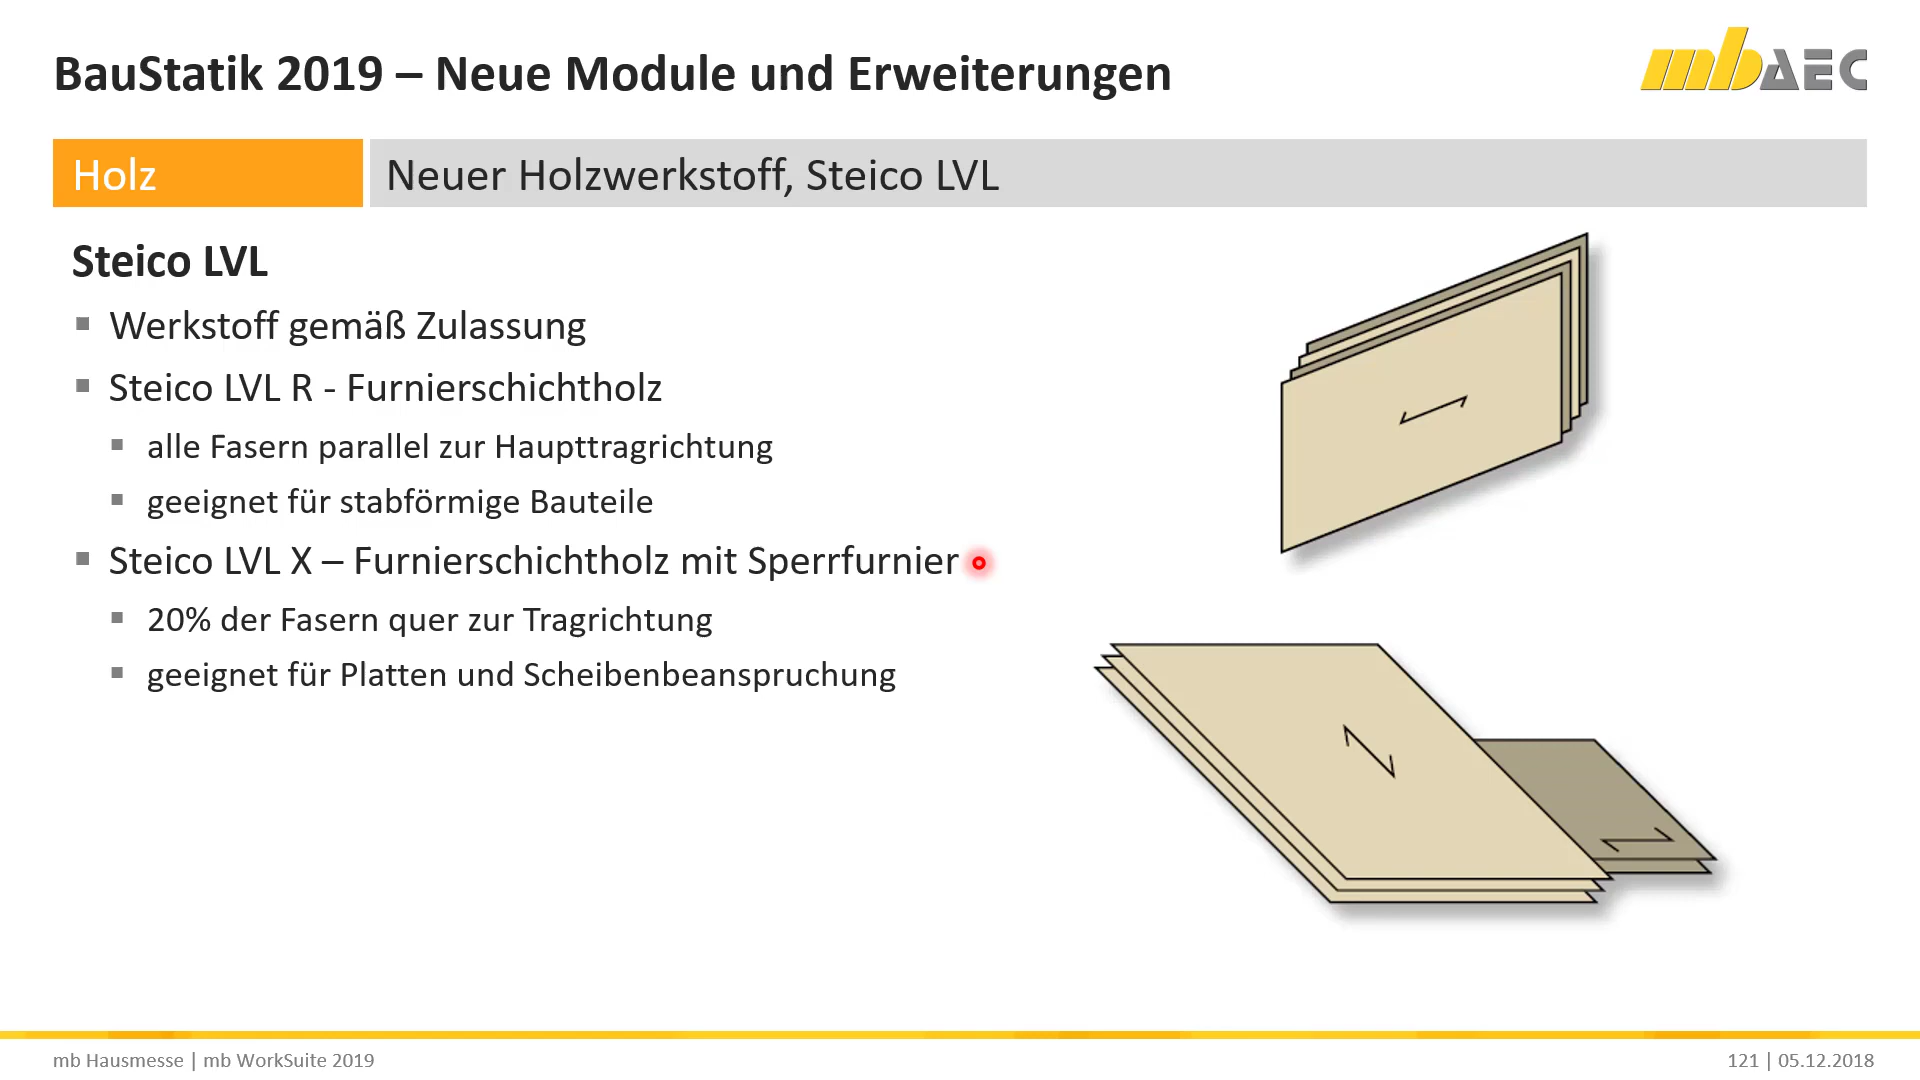 BauStatik 2019 – Neue Module und Erweiterungen
mbAEC
Holz
Neuer Holzwerkstoff, Steico LVL
Steico LVL
Werkstoff gemäß Zulassung
Steico LVL R - Furnierschichtholz
alle Fasern parallel zur Haupttragrichtung
geeignet für stabförmige Bauteile
Steico LVL X – Furnierschichtholz mit Sperrfurnier
20% der Fasern quer zur Tragrichtung
geeignet für Platten und Scheibenbeanspruchung
mb Hausmesse | mb WorkSuite 2019
121 | 05.12.2018